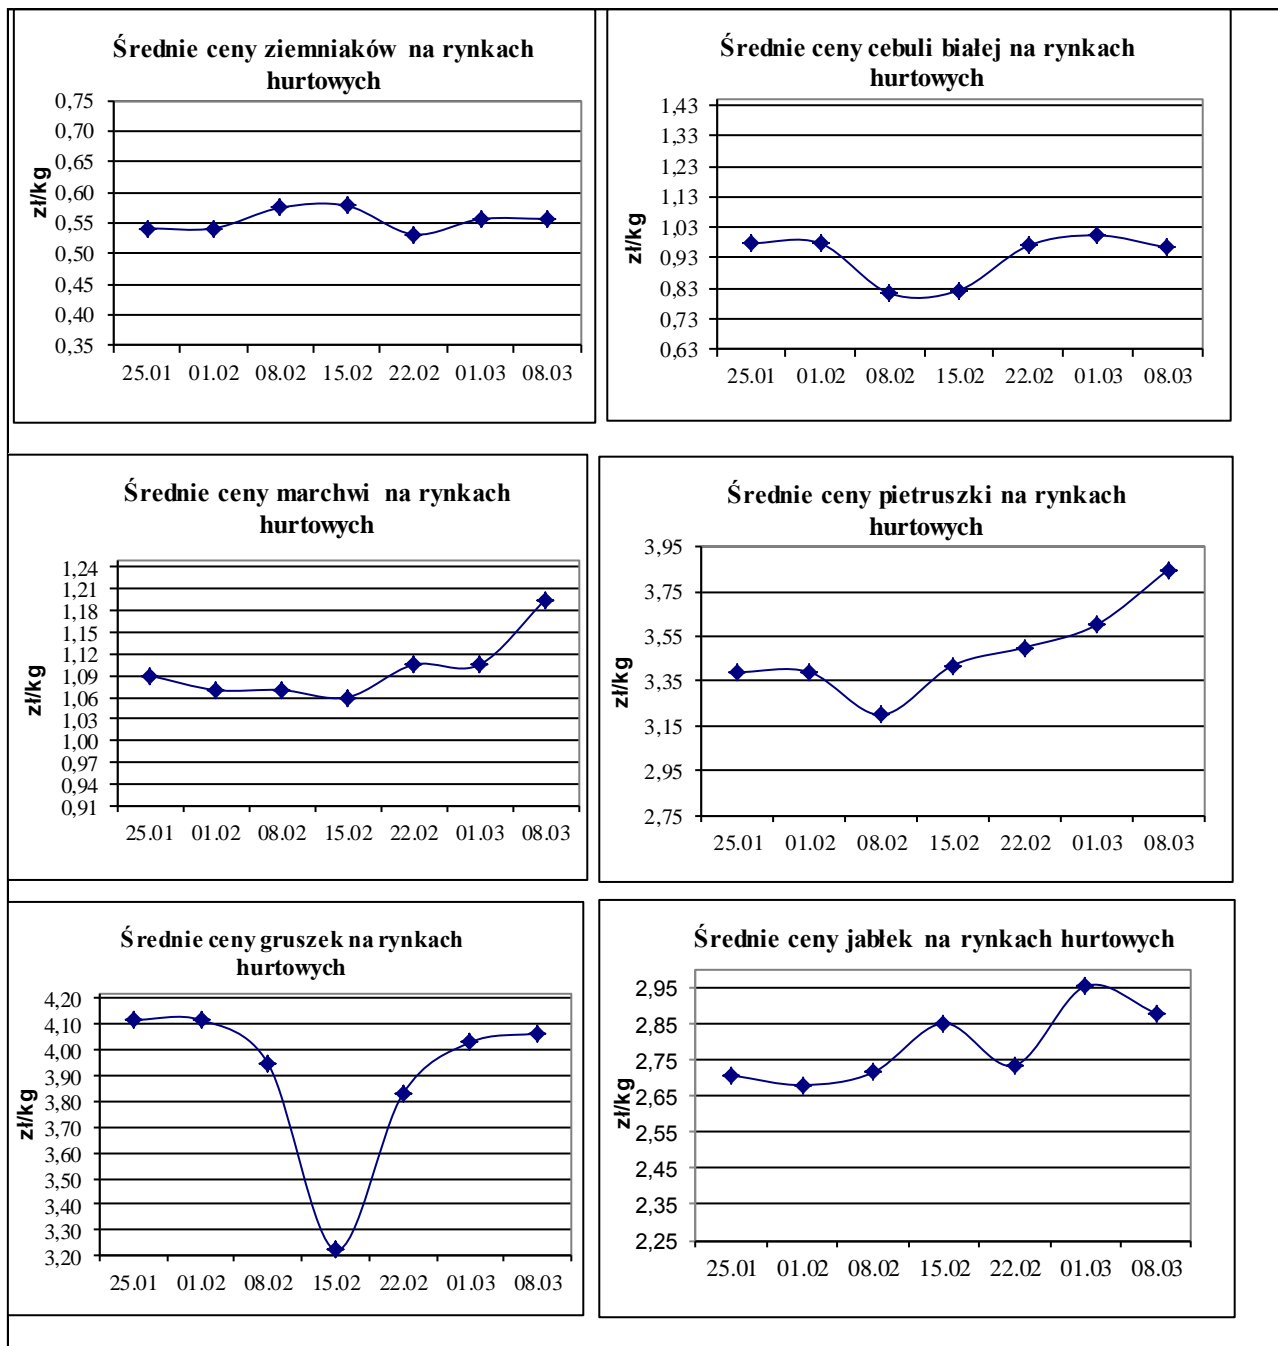 Średnie ceny ziemniaków na rynkach
hurtowych
zł/kg
0,75
0,70
0,65
0,60
0,55
0,50
0,45
0,40
0,35
25.01 01.02 08.02 15.02 22.02 01.03 08.03
Średnie ceny cebuli białej na rynkach
hurtowych
zł/kg
1,43
1,33
1,23
1,13
1,03
0,93
0,83
0,73
0,63
25.01 01.02 08.02 15.02 22.02 01.03 08.03
Średnie ceny marchwi na rynkach
hurtowych
zł/kg
1,24
1,21
1,18
1,15
1,12
1,09
1,06
1,03
1,00
0,97
0,94
0,91
25.01 01.02 08.02 15.02 22.02 01.03 08.03
Średnie ceny pietruszki na rynkach
hurtowych
zł/kg
3,95
3,75
3,55
3,35
3,15
2,95
2,75
25.01 01.02 08.02 15.02 22.02 01.03 08.03
Średnie ceny gruszek na rynkach
hurtowych
zł/kg
4,20
4,10
4,00
3,90
3,80
3,70
3,60
3,50
3,40
3,30
3,20
25.01 01.02 08.02 15.02 22.02 01.03 08.03
Średnie ceny jabłek na rynkach hurtowych
zł/kg
2,95
2,85
2,75
2,65
2,55
2,45
2,35
2,25
25.01 01.02 08.02 15.02 22.02 01.03 08.03